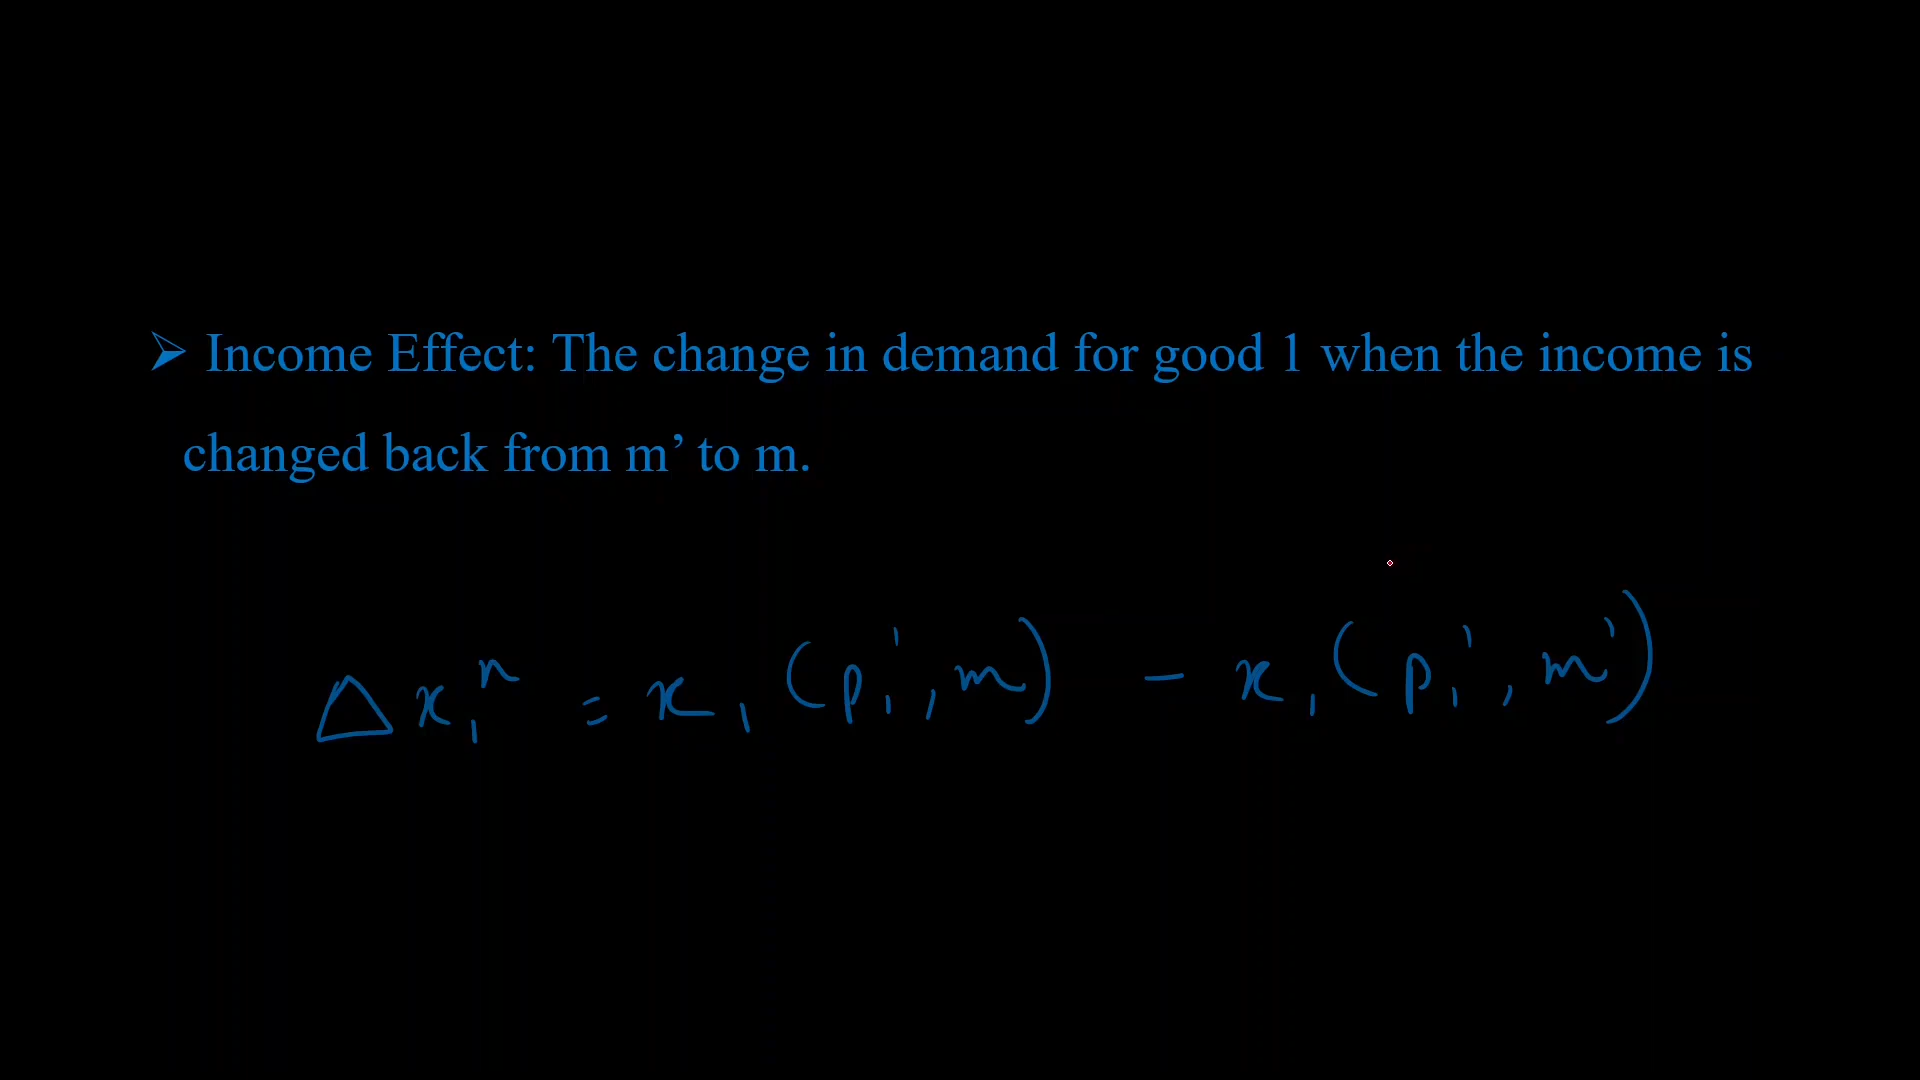 ➢ Income Effect: The change in demand for good 1 when the income is
changed back from m’ to m.
Δx₁ⁿ = x₁ (p₁', m) - x₁ (p₁', m')